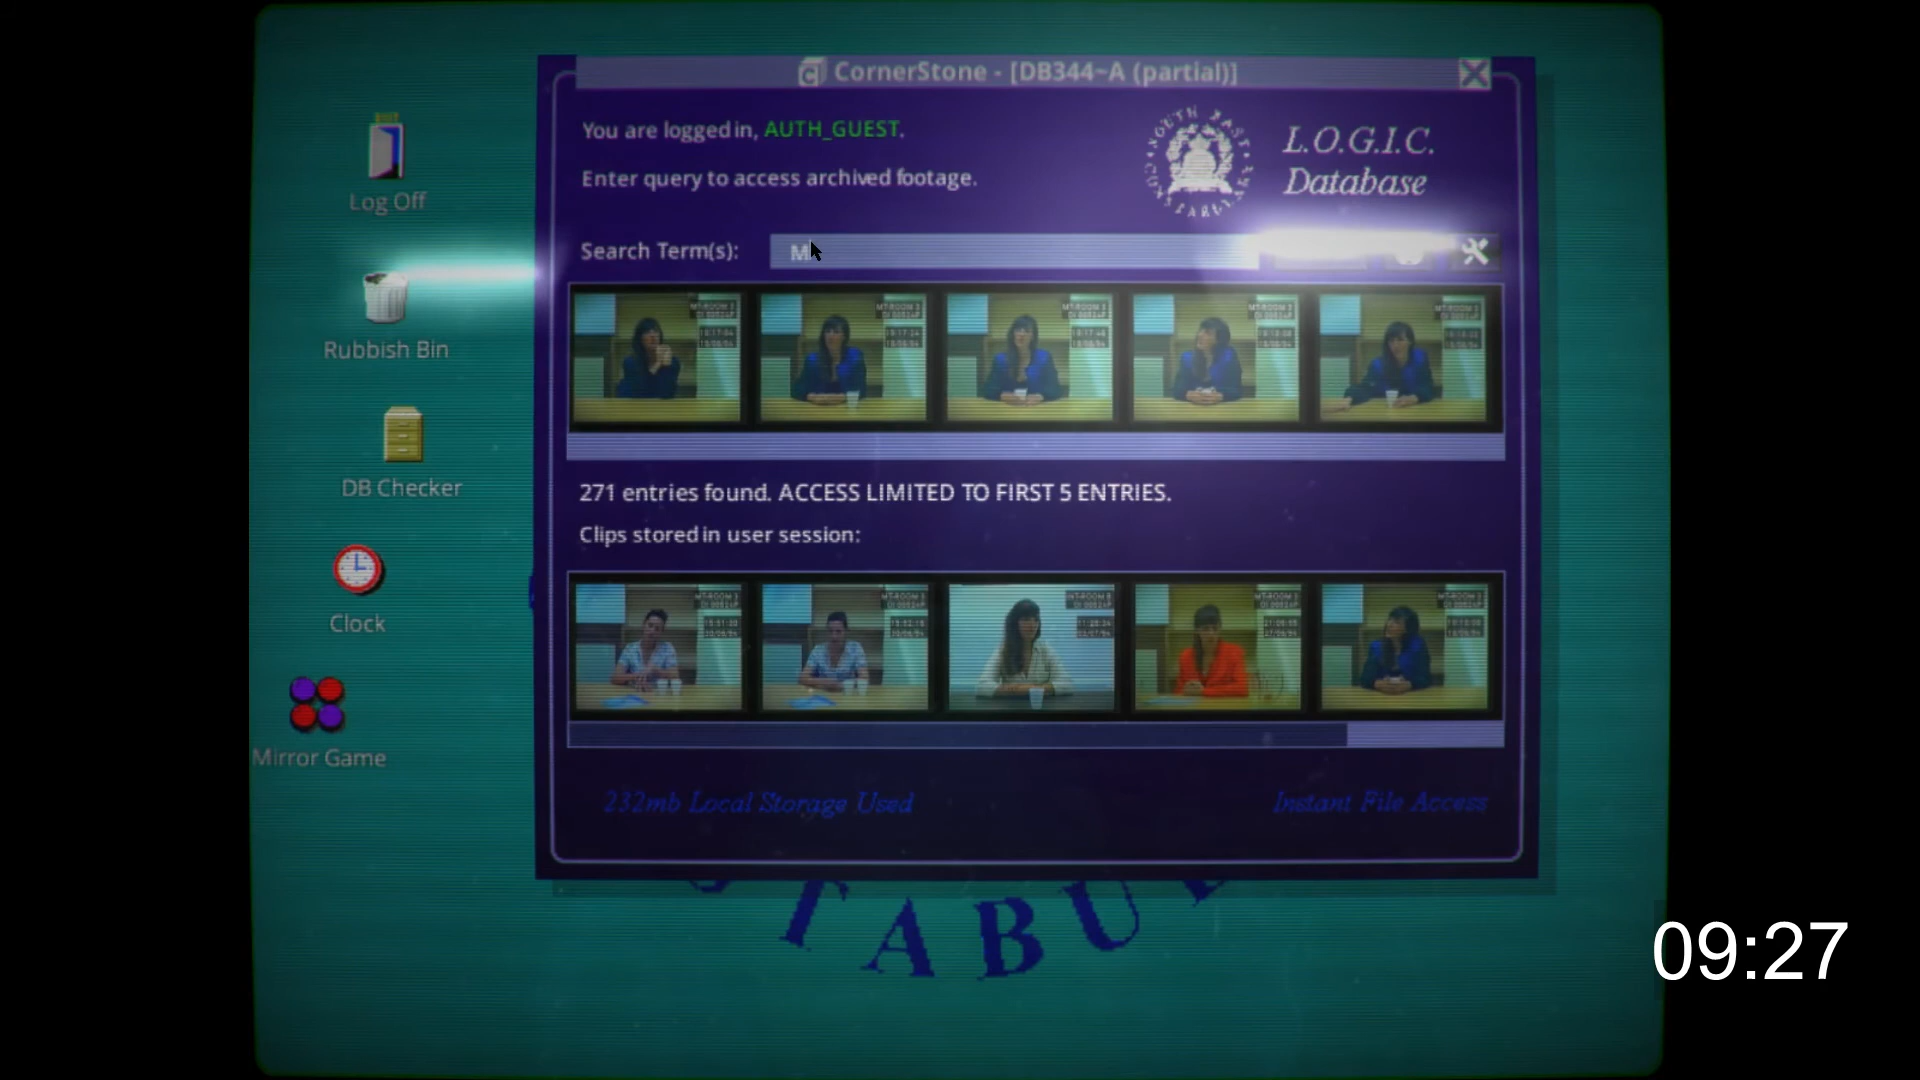 CornerStone - [DB344~A (partial)]
You are logged in, AUTH_GUEST.
Enter query to access archived footage.
L.O.G.I.C.
Database
Search Term(s):
271 entries found. ACCESS LIMITED TO FIRST 5 ENTRIES.
Clips stored in user session:
232mb Local Storage Used
Instant File Access
Log Off
Rubbish Bin
DB Checker
Clock
Mirror Game
TABU
09:27